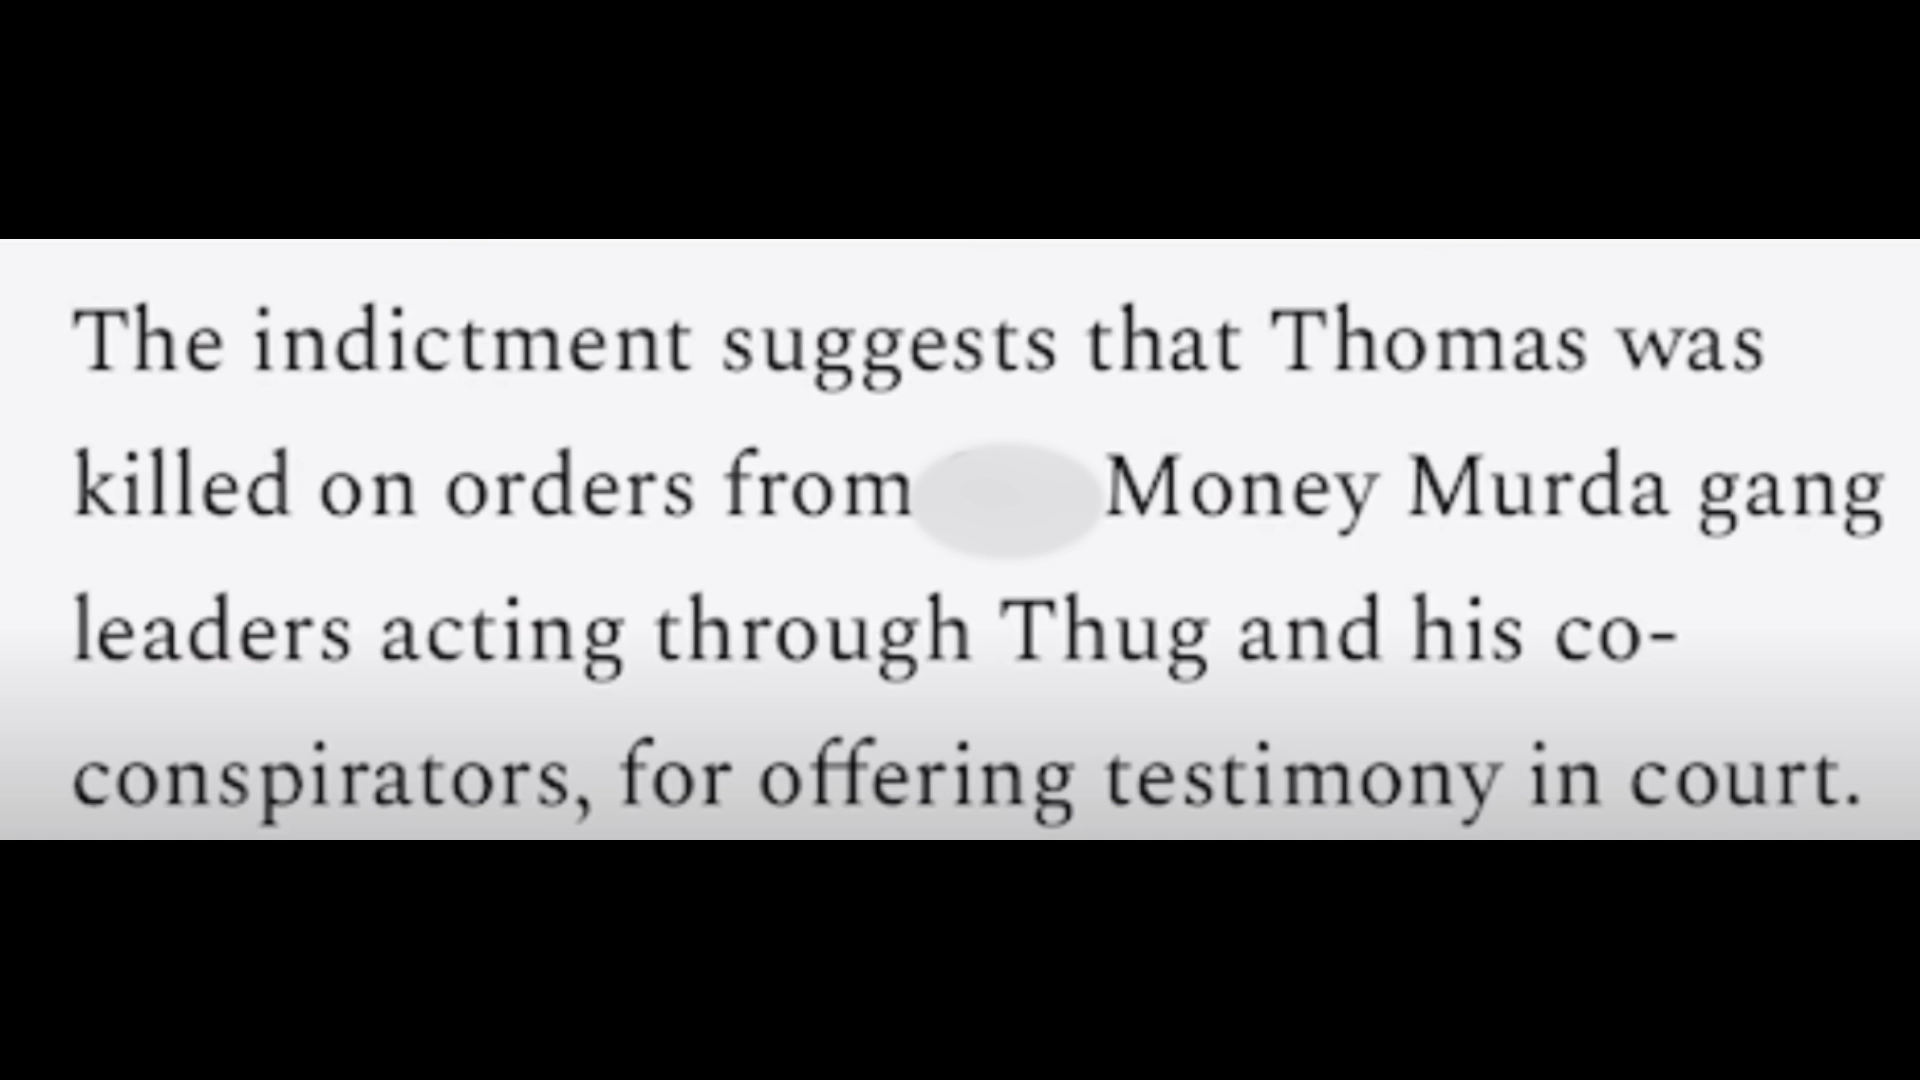 The indictment suggests that Thomas was
killed on orders from Money Murda gang
leaders acting through Thug and his co-
conspirators, for offering testimony in court.